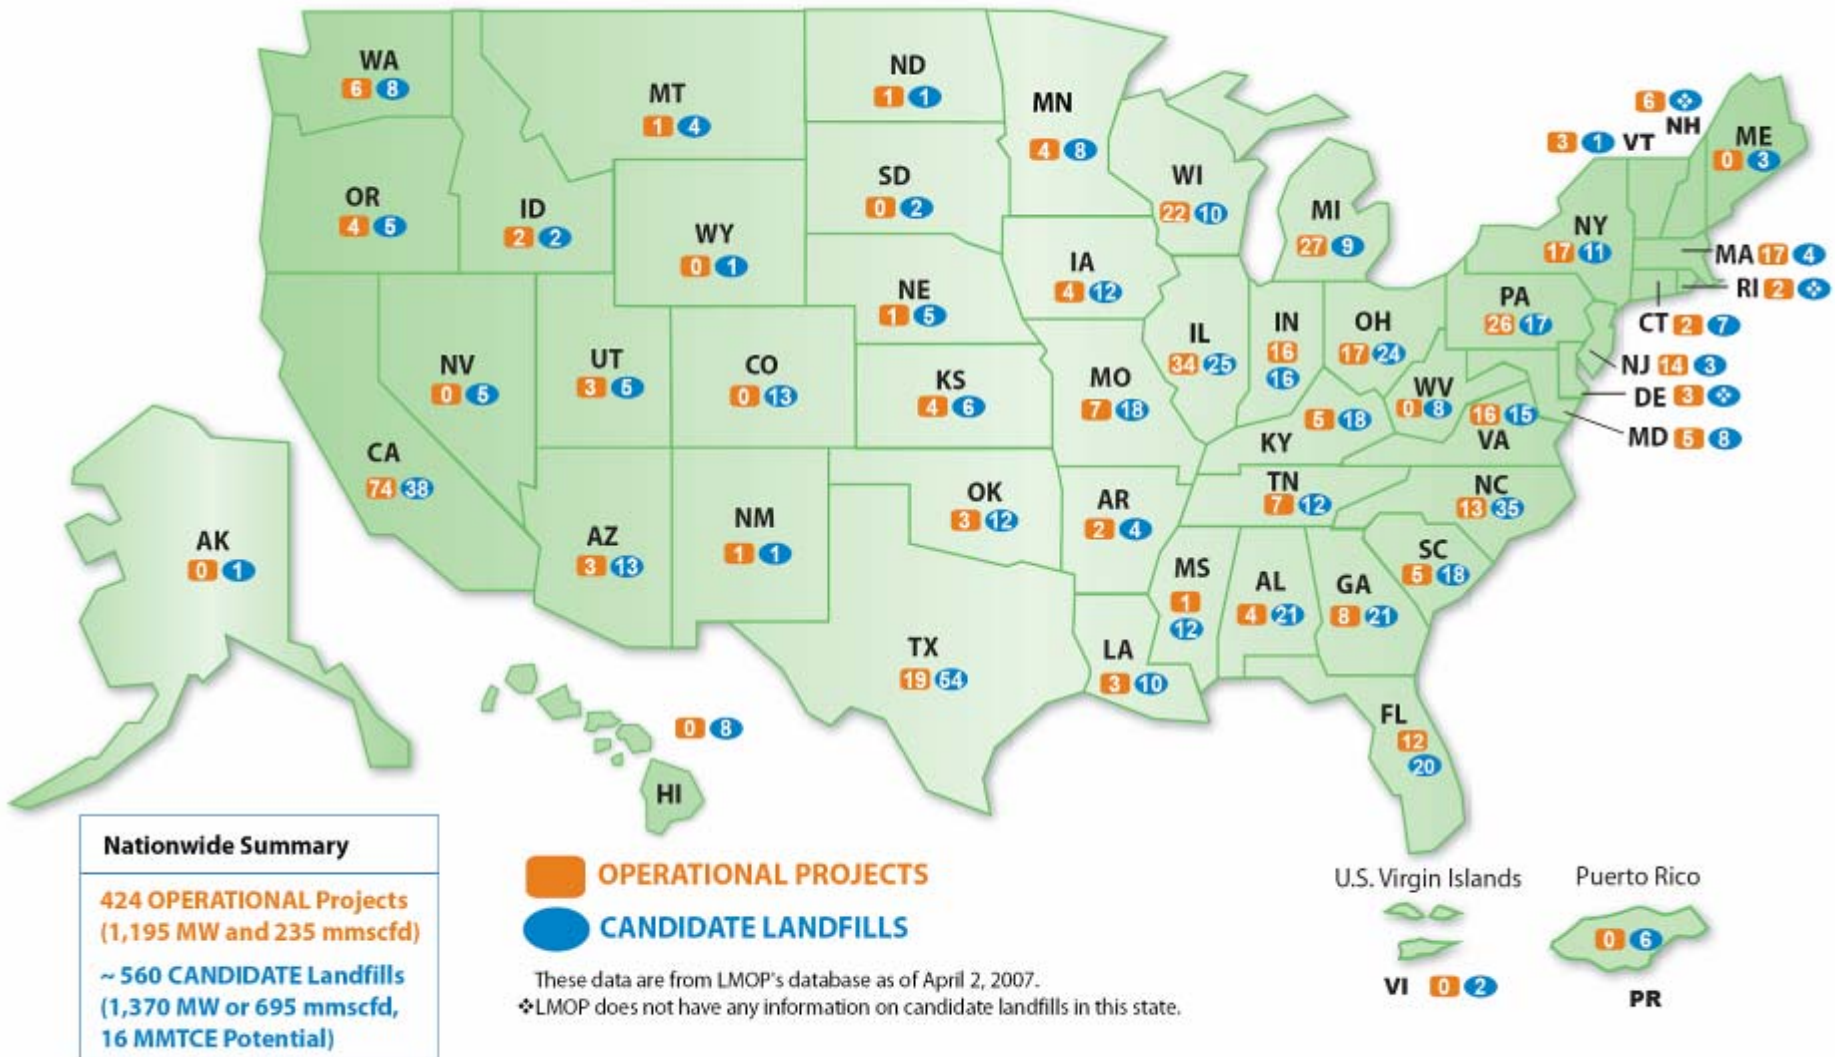 WA
6 8
MT
1 4
ND
1 1
MN
4 8
6 ❖
NH
3 1 VT
ME
0 3
OR
4 5
ID
2 2
WY
0 1
SD
0 2
WI
22 10
MI
27 9
NY
17 11
MA 17 4
RI 2 ❖
CT 2 7
NE
1 5
IA
4 12
IL
34 25
IN
16
16
OH
17 24
PA
26 17
NJ 14 3
DE 3 ❖
MD 5 8
NV
0 5
UT
3 5
CO
0 13
KS
4 6
MO
7 18
WV
0 8
16 15
VA
5 18
KY
CA
74 38
AZ
3 13
NM
1 1
OK
3 12
AR
2 4
TN
7 12
NC
13 35
SC
5 18
AK
0 1
MS
1
12
AL
4 21
GA
8 21
TX
19 54
LA
3 10
FL
12
20
0 8
HI
Nationwide Summary
424 OPERATIONAL Projects
(1,195 MW and 235 mmscfd)
~ 560 CANDIDATE Landfills
(1,370 MW or 695 mmscfd,
16 MMTCE Potential)
OPERATIONAL PROJECTS
CANDIDATE LANDFILLS
These data are from LMOP's database as of April 2, 2007.
❖LMOP does not have any information on candidate landfills in this state.
U.S. Virgin Islands
VI 0 2
Puerto Rico
0 6
PR